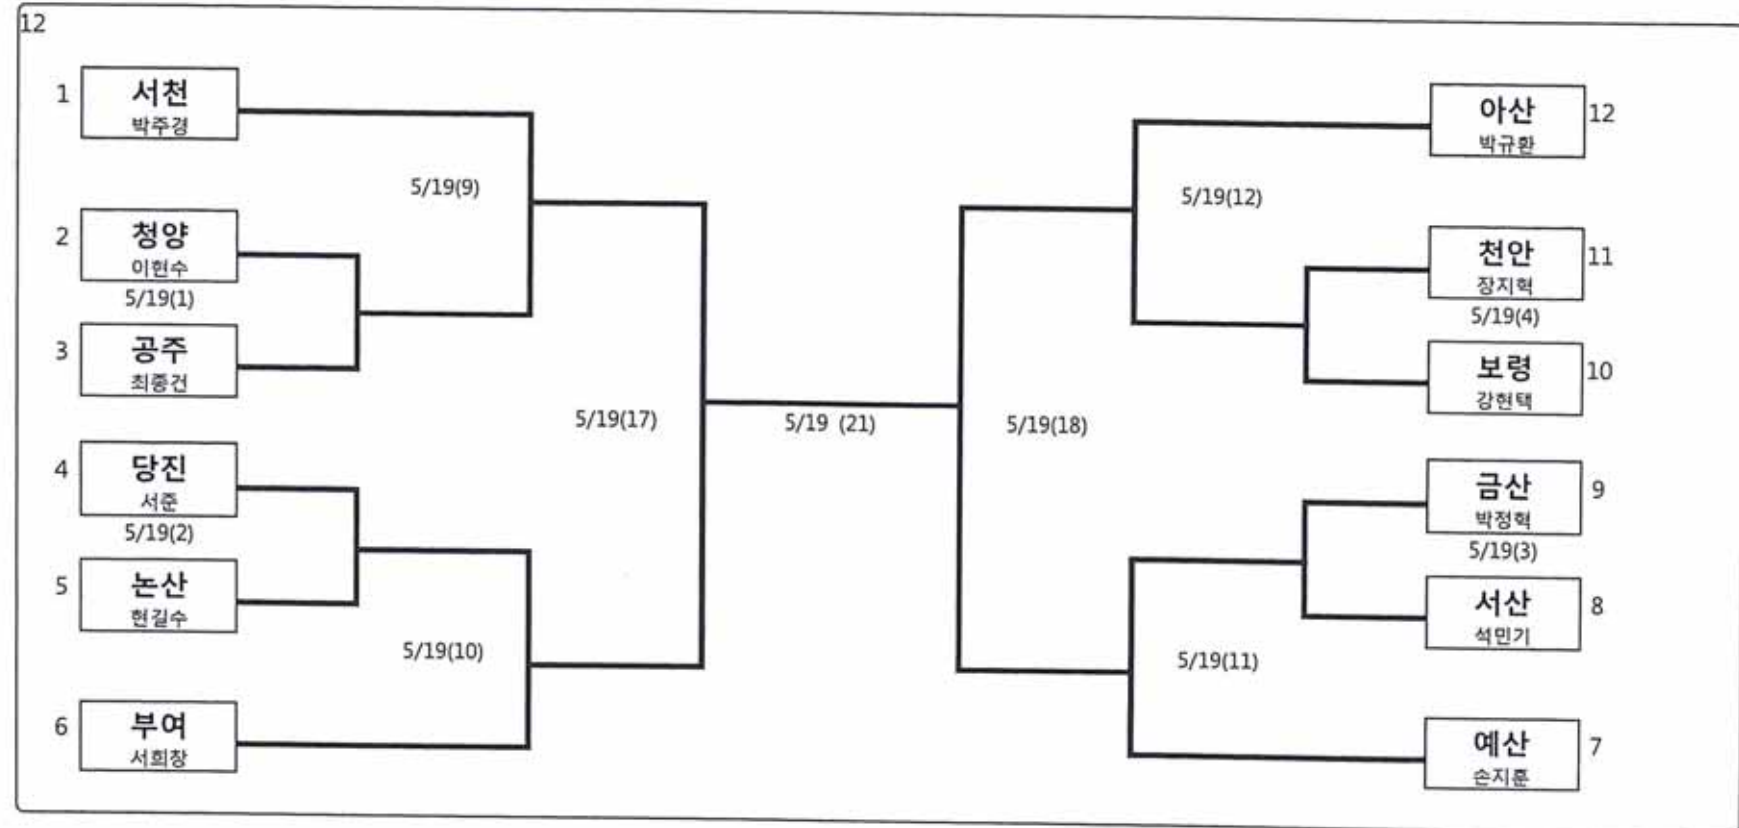 12
1
서천
박주경
5/19(9)
2
청양
이현수
5/19(1)
3
공주
최종건
5/19(17)
4
당진
서준
5/19(2)
5
논산
현길수
5/19(10)
6
부여
서희창
5/19 (21)
아산
12
박규환
5/19(12)
천안
11
장지혁
5/19(4)
보령
10
강현택
5/19(18)
금산
9
박정혁
5/19(3)
서산
8
석민기
5/19(11)
예산
7
손지훈